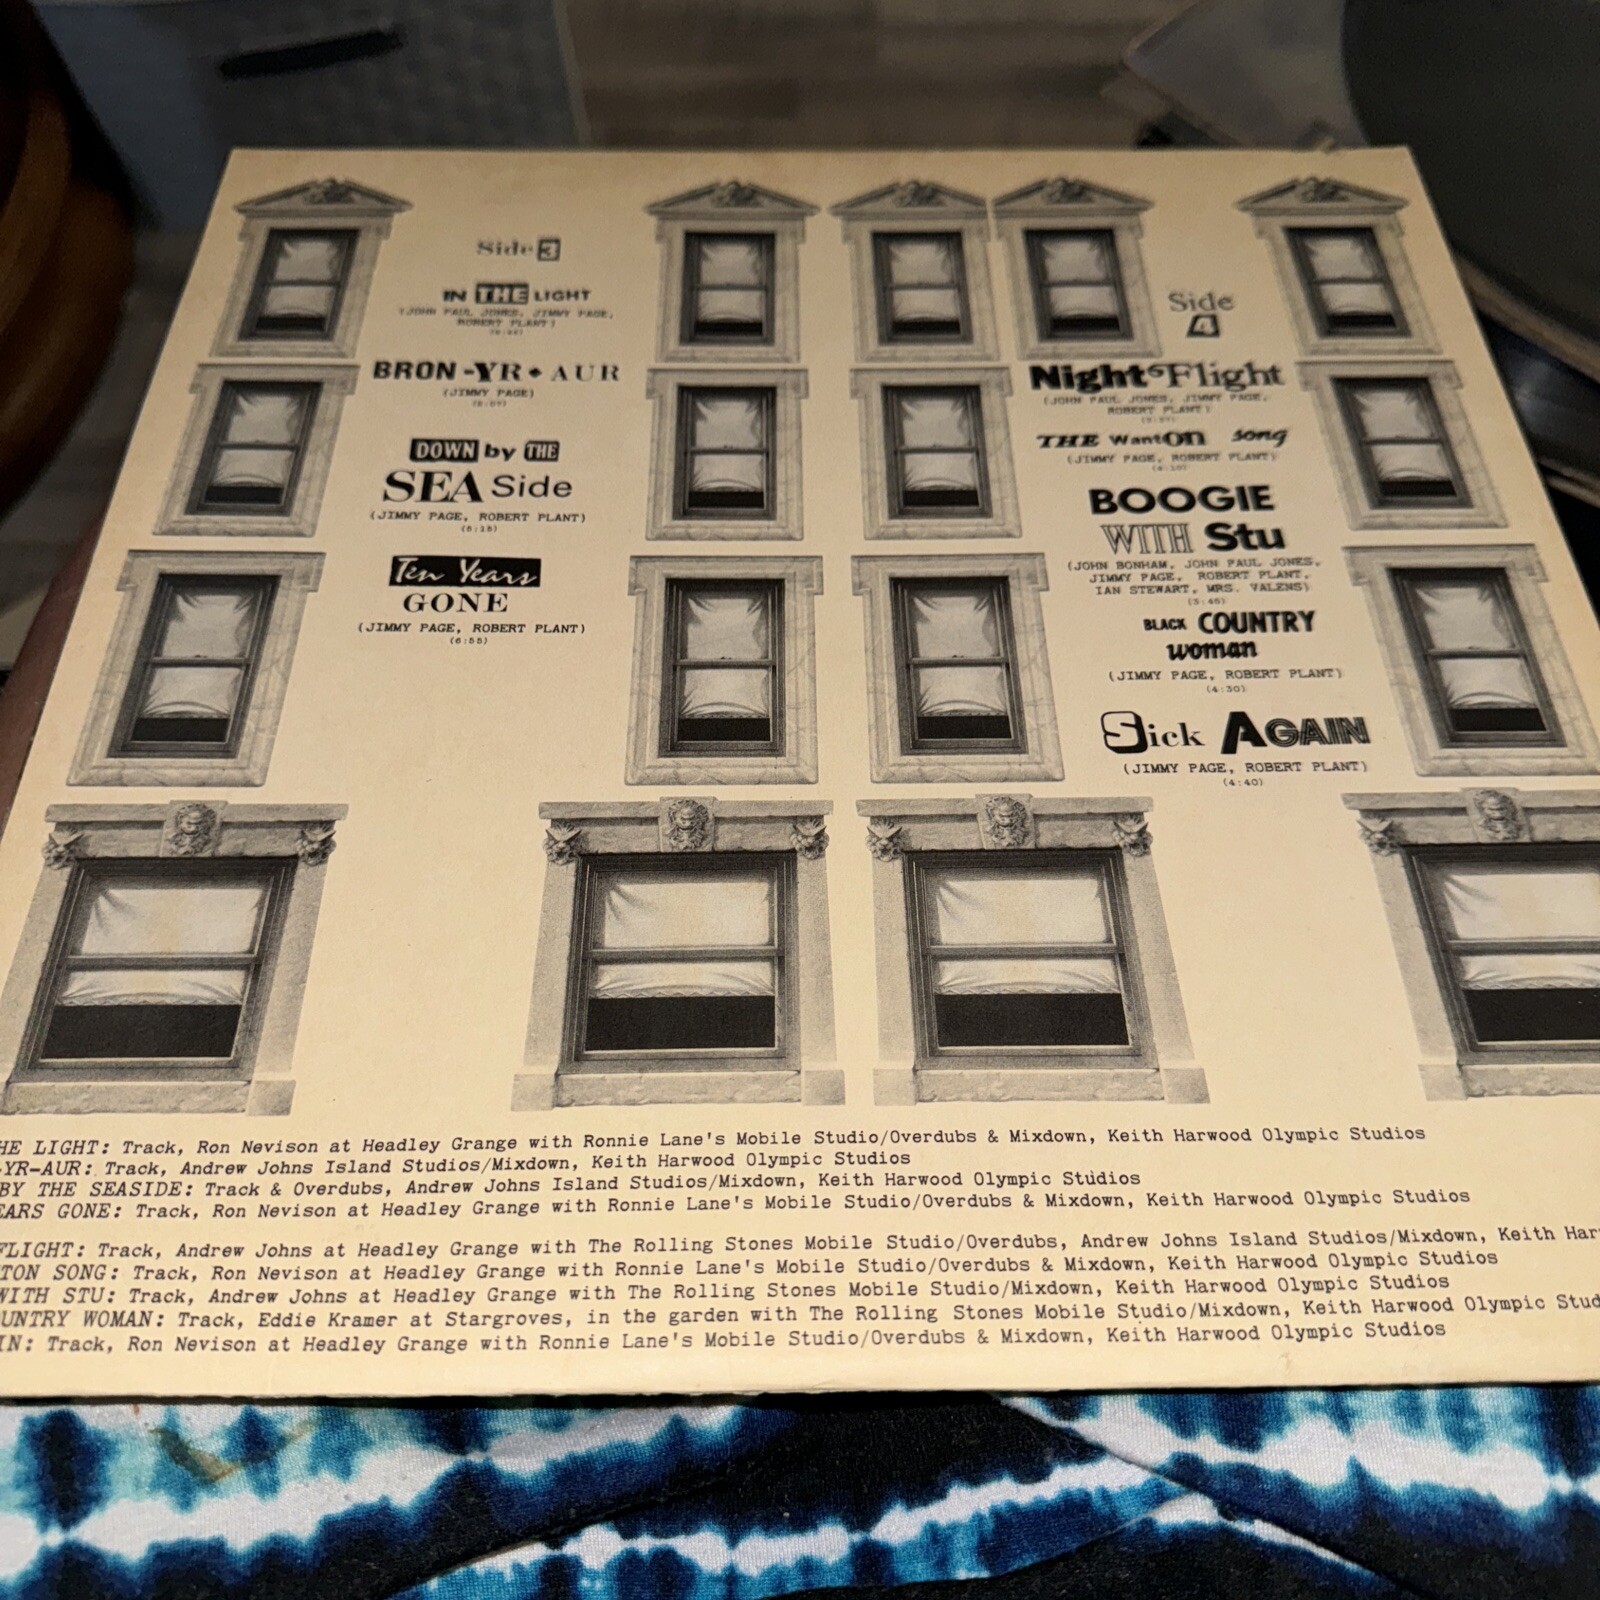 Side 3
IN THE LIGHT
(JOHN PAUL JONES, JIMMY PAGE,
ROBERT PLANT)
BRON-YR•AUR
(JIMMY PAGE)
DOWN by THE
SEA Side
(JIMMY PAGE, ROBERT PLANT)
(5:15)
Ten Years
GONE
(JIMMY PAGE, ROBERT PLANT)
(6:55)
Side
4
Night Flight
(JOHN PAUL JONES, JIMMY PAGE,
ROBERT PLANT)
THE WantON song
(JIMMY PAGE, ROBERT PLANT)
(4:10)
BOOGIE
WITH Stu
(JOHN BONHAM, JOHN PAUL JONES,
JIMMY PAGE, ROBERT PLANT,
IAN STEWART, MRS. VALENS)
(3:45)
BLACK COUNTRY
woman
(JIMMY PAGE, ROBERT PLANT)
(4:30)
Sick AGAIN
(JIMMY PAGE, ROBERT PLANT)
(4:40)
HE LIGHT: Track, Ron Nevison at Headley Grange with Ronnie Lane's Mobile Studio/Overdubs & Mixdown, Keith Harwood Olympic Studios
-YR-AUR: Track, Andrew Johns Island Studios/Mixdown, Keith Harwood Olympic Studios
BY THE SEASIDE: Track & Overdubs, Andrew Johns Island Studios/Mixdown, Keith Harwood Olympic Studios
EARS GONE: Track, Ron Nevison at Headley Grange with Ronnie Lane's Mobile Studio/Overdubs & Mixdown, Keith Harwood Olympic Studios
FLIGHT: Track, Andrew Johns at Headley Grange with The Rolling Stones Mobile Studio/Overdubs, Andrew Johns Island Studios/Mixdown, Keith Har
TON SONG: Track, Ron Nevison at Headley Grange with Ronnie Lane's Mobile Studio/Overdubs & Mixdown, Keith Harwood Olympic Studios
WITH STU: Track, Andrew Johns at Headley Grange with The Rolling Stones Mobile Studio/Mixdown, Keith Harwood Olympic Studios
UNTRY WOMAN: Track, Eddie Kramer at Stargroves, in the garden with The Rolling Stones Mobile Studio/Mixdown, Keith Harwood Olympic Stud
IN: Track, Ron Nevison at Headley Grange with Ronnie Lane's Mobile Studio/Overdubs & Mixdown, Keith Harwood Olympic Studios